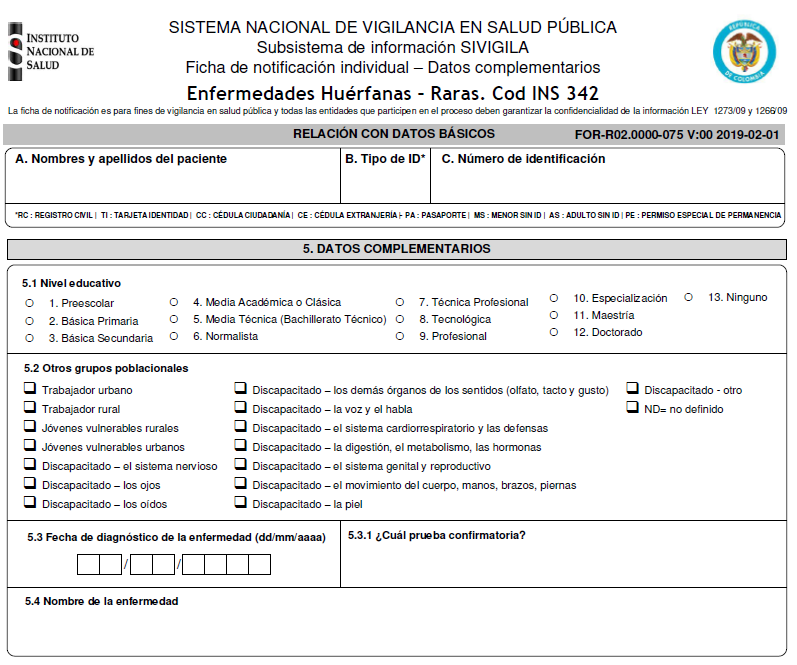 INSTITUTO
NACIONAL DE
SALUD
SISTEMA NACIONAL DE VIGILANCIA EN SALUD PÚBLICA
Subsistema de información SIVIGILA
Ficha de notificación individual – Datos complementarios
Enfermedades Huérfanas - Raras. Cod INS 342
REPÚBLICA
DE COLOMBIA
La ficha de notificación es para fines de vigilancia en salud pública y todas las entidades que participen en el proceso deben garantizar la confidencialidad de la información LEY 1273/09 y 1266/09
RELACIÓN CON DATOS BÁSICOS FOR-R02.0000-075 V:00 2019-02-01
A. Nombres y apellidos del paciente B. Tipo de ID* C. Número de identificación
*RC : REGISTRO CIVIL | TI : TARJETA IDENTIDAD | CC : CÉDULA CIUDADANÍA | CE : CÉDULA EXTRANJERÍA |- PA : PASAPORTE | MS : MENOR SIN ID | AS : ADULTO SIN ID | PE : PERMISO ESPECIAL DE PERMANENCIA
5. DATOS COMPLEMENTARIOS
5.1 Nivel educativo
1. Preescolar 4. Media Académica o Clásica 7. Técnica Profesional 10. Especialización 13. Ninguno
2. Básica Primaria 5. Media Técnica (Bachillerato Técnico) 8. Tecnológica 11. Maestría
3. Básica Secundaria 6. Normalista 9. Profesional 12. Doctorado
5.2 Otros grupos poblacionales
Trabajador urbano Discapacitado – los demás órganos de los sentidos (olfato, tacto y gusto) Discapacitado - otro
Trabajador rural Discapacitado – la voz y el habla ND= no definido
Jóvenes vulnerables rurales Discapacitado – el sistema cardiorrespiratorio y las defensas
Jóvenes vulnerables urbanos Discapacitado – la digestión, el metabolismo, las hormonas
Discapacitado – el sistema nervioso Discapacitado – el sistema genital y reproductivo
Discapacitado – los ojos Discapacitado – el movimiento del cuerpo, manos, brazos, piernas
Discapacitado – los oídos Discapacitado – la piel
5.3 Fecha de diagnóstico de la enfermedad (dd/mm/aaaa) 5.3.1 ¿Cuál prueba confirmatoria?
/ /
5.4 Nombre de la enfermedad